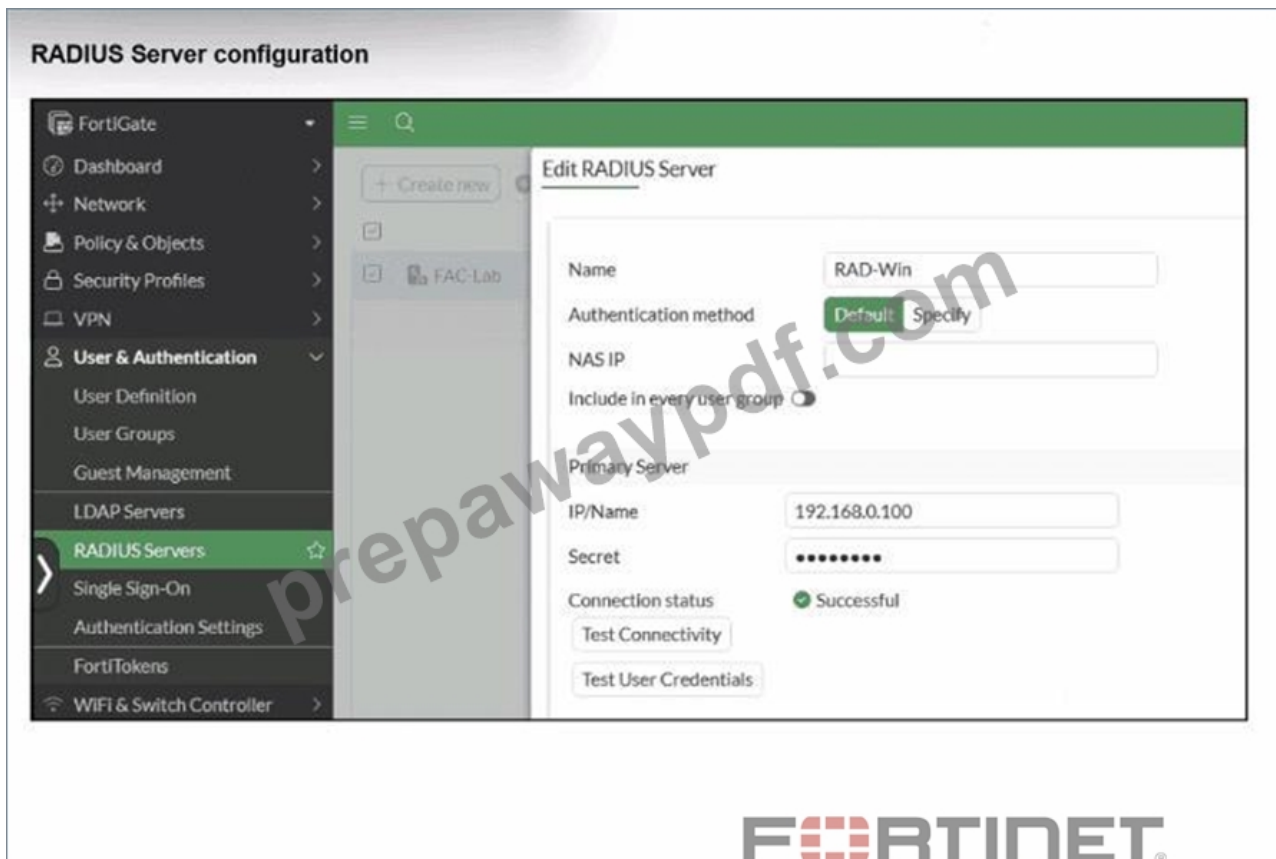 RADIUS Server configuration
FortiGate
Dashboard
Network
Policy & Objects
Security Profiles
VPN
User & Authentication
User Definition
User Groups
Guest Management
LDAP Servers
RADIUS Servers
Single Sign-On
Authentication Settings
FortiTokens
WiFi & Switch Controller
+ Create new
FAC-Lab
Edit RADIUS Server
Name RAD-Win
Authentication method Default Specify
NAS IP
Include in every user group
Primary Server
IP/Name 192.168.0.100
Secret ••••••••
Connection status Successful
Test Connectivity
Test User Credentials
prepawaypdf.com
FORTINET®